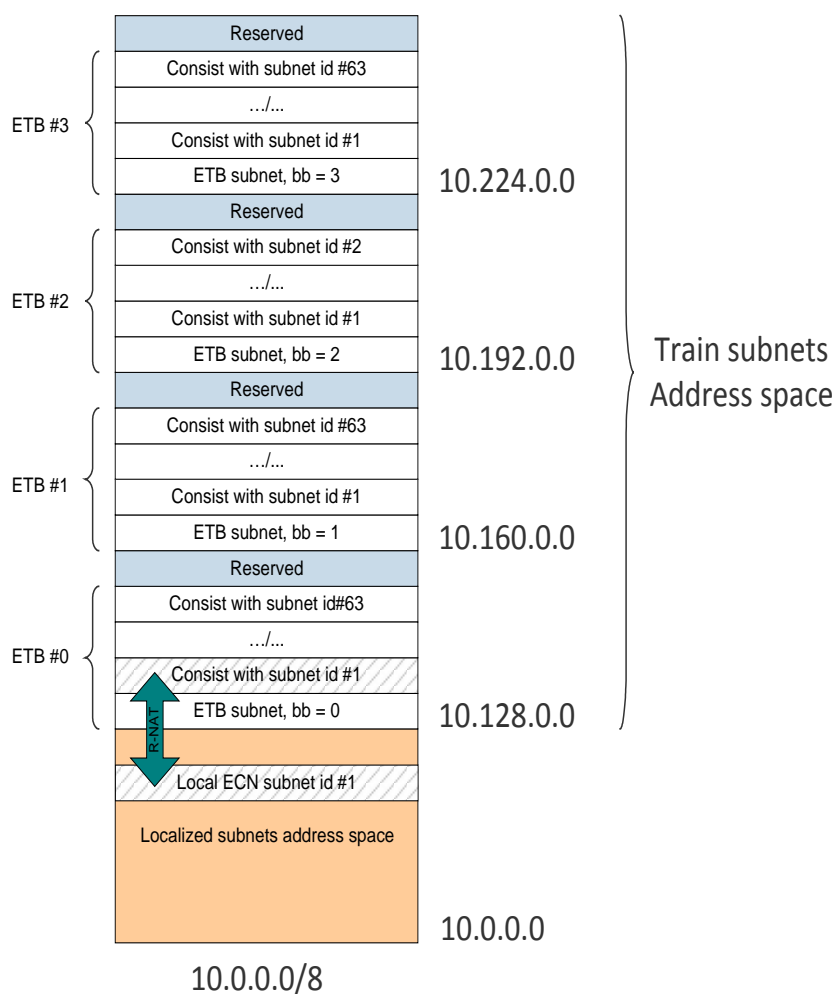 Reserved
Consist with subnet id #63
…/...
Consist with subnet id #1
ETB subnet, bb = 3
ETB #3
10.224.0.0
Reserved
Consist with subnet id #2
…/...
Consist with subnet id #1
ETB subnet, bb = 2
ETB #2
10.192.0.0
Train subnets
Address space
Reserved
Consist with subnet id #63
…/...
Consist with subnet id #1
ETB subnet, bb = 1
ETB #1
10.160.0.0
Reserved
Consist with subnet id#63
…/...
Consist with subnet id #1
ETB subnet, bb = 0
ETB #0
10.128.0.0
R-NAT
Local ECN subnet id #1
Localized subnets address space
10.0.0.0
10.0.0.0/8